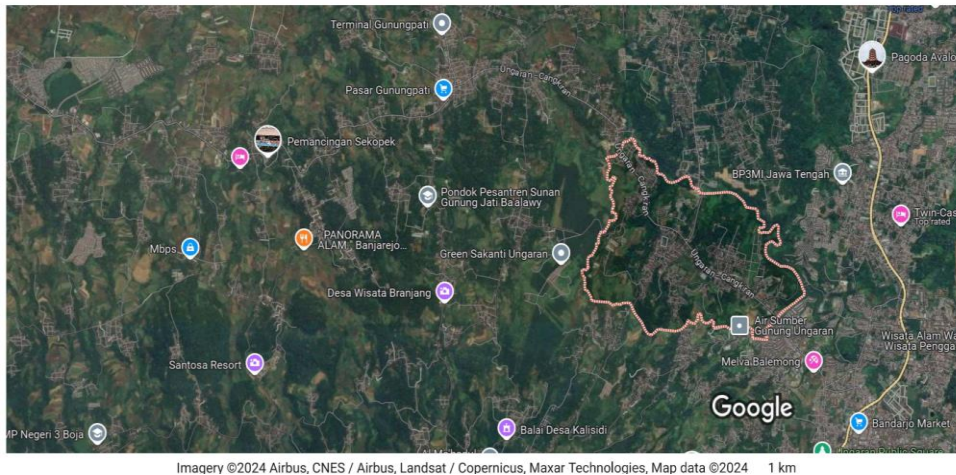 Top rated
Terminal Gunungpati
Pagoda Avalo
Ungaran - Cangkiran
Pasar Gunungpati
Pemancingan Sekopek
Ungaran - Cangkiran
BP3MI Jawa Tengah
Pondok Pesantren Sunan
Gunung Jati Ba'alawy
Twin-Cas
Top rated
"PANORAMA
ALAM" Banjarejo...
Mbps
Green Sakanti Ungaran
Ungaran - Cangkiran
Desa Wisata Branjang
Air Sumber
Gunung Ungaran
Wisata Alam Wa
Wisata Pengga
Santosa Resort
Melva Balemong
Google
Bandarjo Market
MP Negeri 3 Boja
Balai Desa Kalisidi
Imagery ©2024 Airbus, CNES / Airbus, Landsat / Copernicus, Maxar Technologies, Map data ©2024 1 km